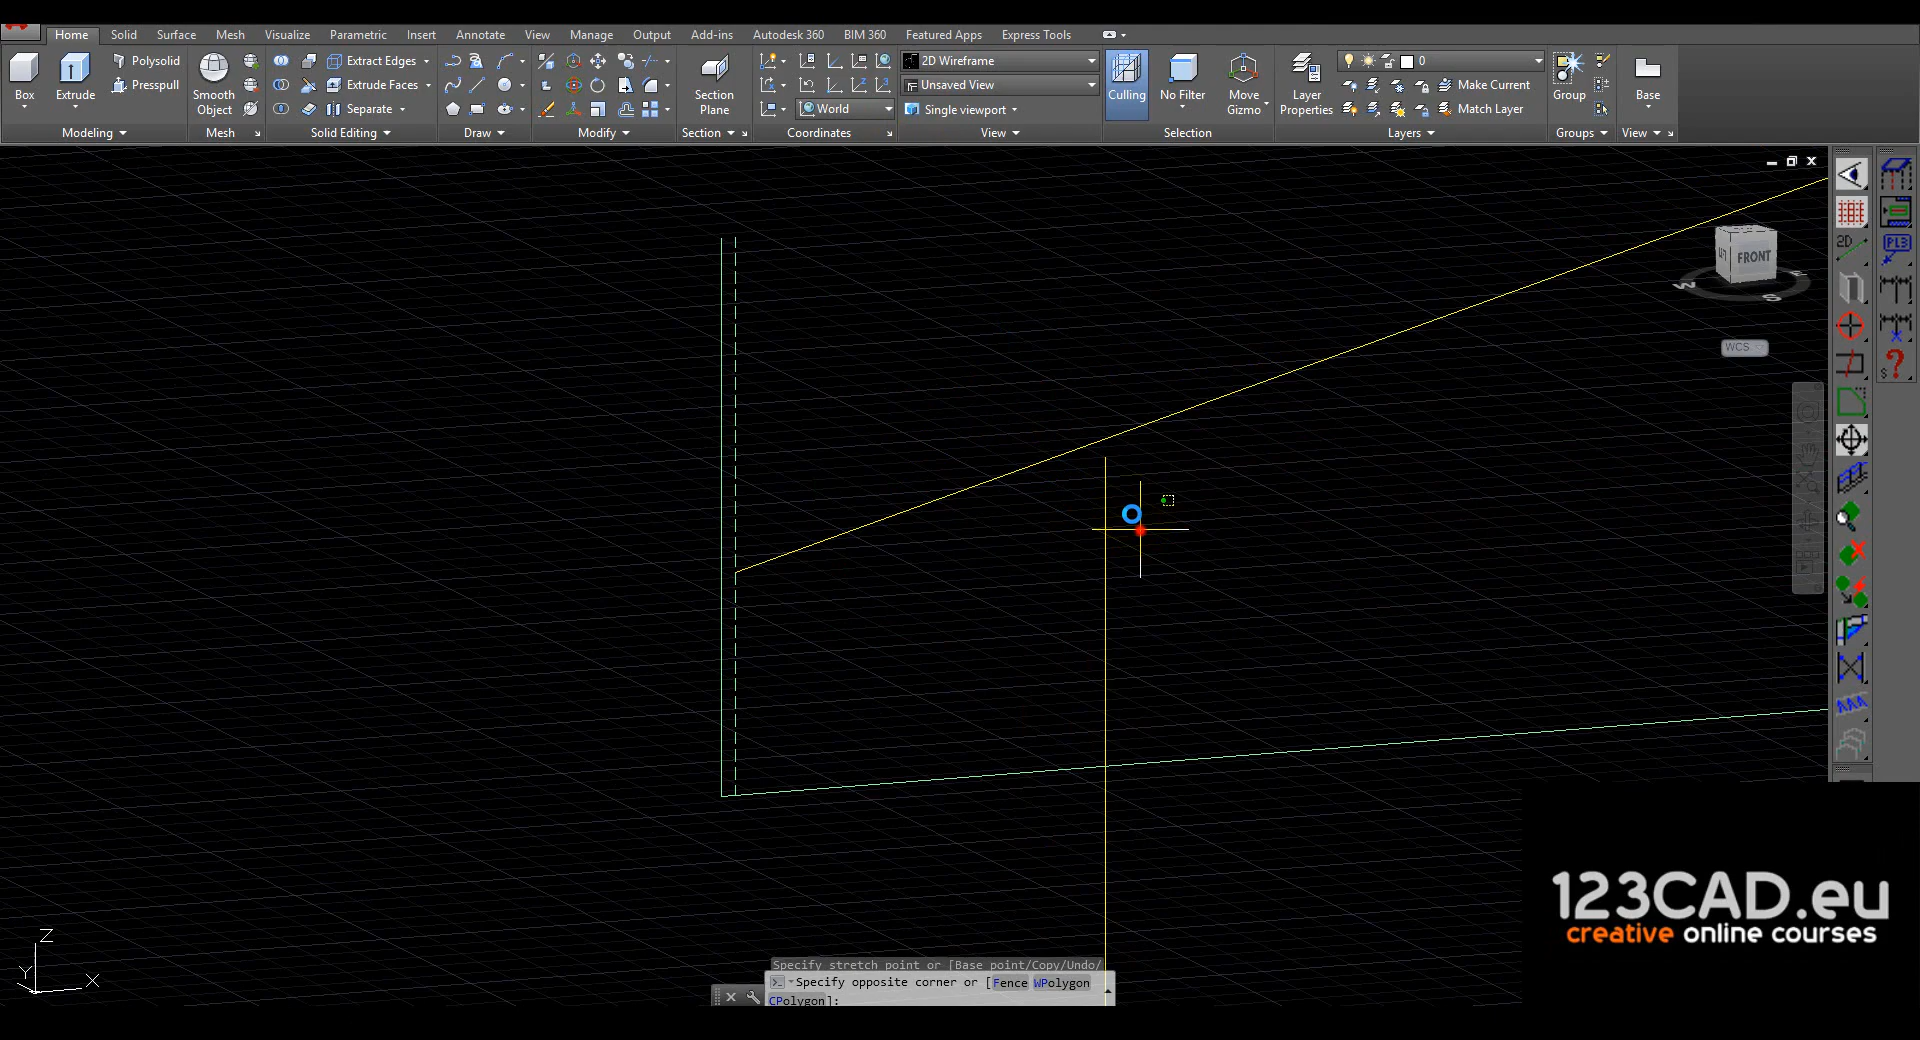 Home Solid Surface Mesh Visualize Parametric Insert Annotate View Manage Output Add-ins Autodesk 360 BIM 360 Featured Apps Express Tools
Polysolid Extract Edges 2D Wireframe 0
Presspull Extrude Faces Unsaved View Make Current
Box Extrude Smooth Object Separate Section Plane World Single viewport Culling No Filter Move Gizmo Layer Properties Match Layer Group Base
Modeling Mesh Solid Editing Draw Modify Section Coordinates View Selection Layers Groups View
2D
PL3
FRONT
W S
WCS
$?
Z
Y X
Specify stretch point or [Base point/Copy/Undo/
Specify opposite corner or [Fence WPolygon
CPolygon]:
123CAD.eu
creative online courses